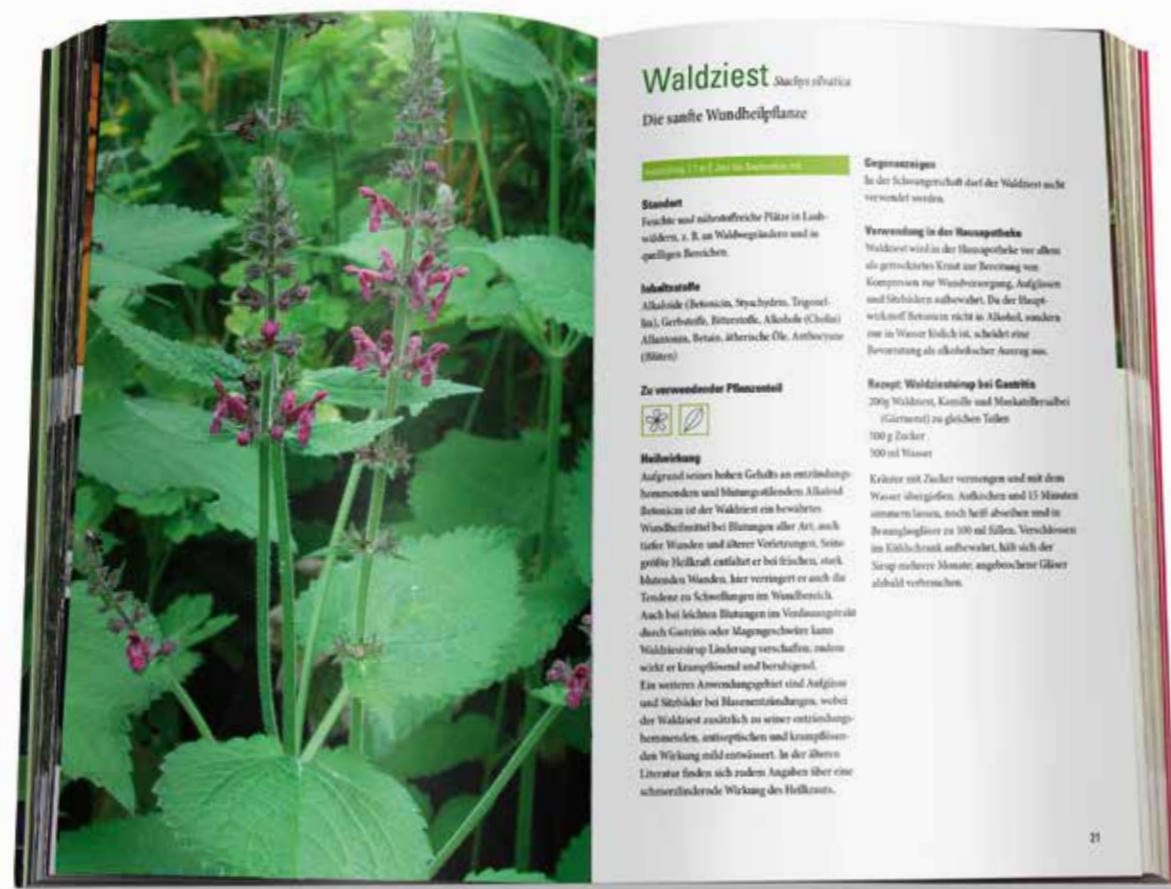 Waldziest Stachys silvatica
Die sanfte Wundheilpflanze
Juni bis September
Standort
Feuchte und nährstoffreiche Plätze in Laub-
wäldern, z. B. an Waldwegrändern und in
quelligen Bereichen.
Inhaltsstoffe
Alkaloide (Betonicin, Styachydrin, Trigonel-
lin), Gerbstoffe, Bitterstoffe, Alkohole (Cholin)
Allantonin, Betain, ätherische Öle, Anthocyane
(Blüten)
Zu verwendender Pflanzenteil
Heilwirkung
Aufgrund seines hohen Gehalts an entzündungs-
hemmendem und blutungsstillenden Alkaloid
Betonicin ist der Waldziest ein bewährtes
Wundheilmittel bei Blutungen aller Art, auch
tiefer Wunden und älterer Verletzungen. Seine
größte Heilkraft entfaltet er bei frischen, stark
blutenden Wunden, hier verringert er auch die
Tendenz zu Schwellungen im Wundbereich.
Auch bei leichten Blutungen im Verdauungstrakt
durch Gastritis oder Magengeschwüre kann
Waldziestsirup Linderung verschaffen, zudem
wirkt er krampflösend und beruhigend.
Ein weiteres Anwendungsgebiet sind Aufgüsse
und Sitzbäder bei Blasenentzündungen, wobei
der Waldziest zusätzlich zu seiner entzündungs-
hemmenden, antiseptischen und krampflösen-
den Wirkung mild entwässert. In der älteren
Literatur finden sich zudem Angaben über eine
schmerzlindernde Wirkung des Heilkrauts.
Gegenanzeigen
In der Schwangerschaft darf der Waldziest nicht
verwendet werden.
Verwendung in der Hausapotheke
Waldziest wird in der Hausapotheke vor allem
als getrocknetes Kraut zur Bereitung von
Kompressen zur Wundversorgung, Aufgüssen
und Sitzbädern aufbewahrt. Da der Haupt-
wirkstoff Betonicin nicht in Alkohol, sondern
nur in Wasser löslich ist, scheidet eine
Bevorratung als alkoholischer Auszug aus.
Rezept: Waldziestsirup bei Gastritis
200g Waldziest, Kamille und Muskatellersalbei
(Gärtnerei) zu gleichen Teilen
500 g Zucker
500 ml Wasser
Kräuter mit Zucker vermengen und mit dem
Wasser übergießen. Aufkochen und 15 Minuten
simmern lassen, noch heiß abseihen und in
Braunglasgläser zu 100 ml füllen. Verschlossen
im Kühlschrank aufbewahrt, hält sich der
Sirup mehrere Monate; angebrochene Gläser
alsbald verbrauchen.
21